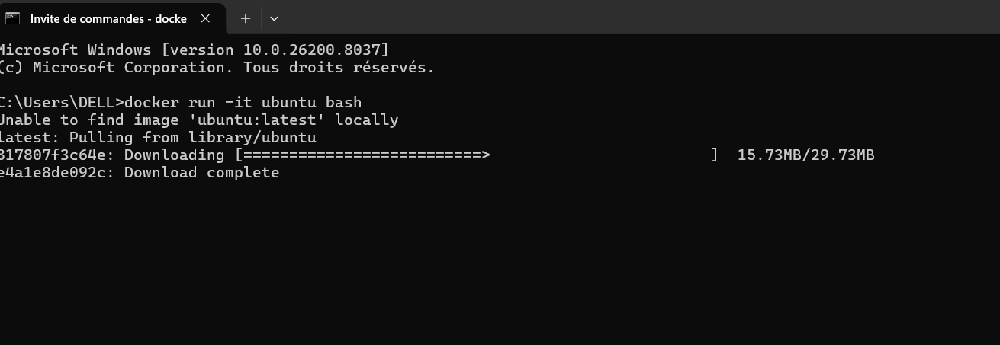 Invite de commandes - docke
Microsoft Windows [version 10.0.26200.8037]
(c) Microsoft Corporation. Tous droits réservés.
C:\Users\DELL>docker run -it ubuntu bash
Unable to find image 'ubuntu:latest' locally
latest: Pulling from library/ubuntu
817807f3c64e: Downloading [==========================>                        ]  15.73MB/29.73MB
e4a1e8de092c: Download complete